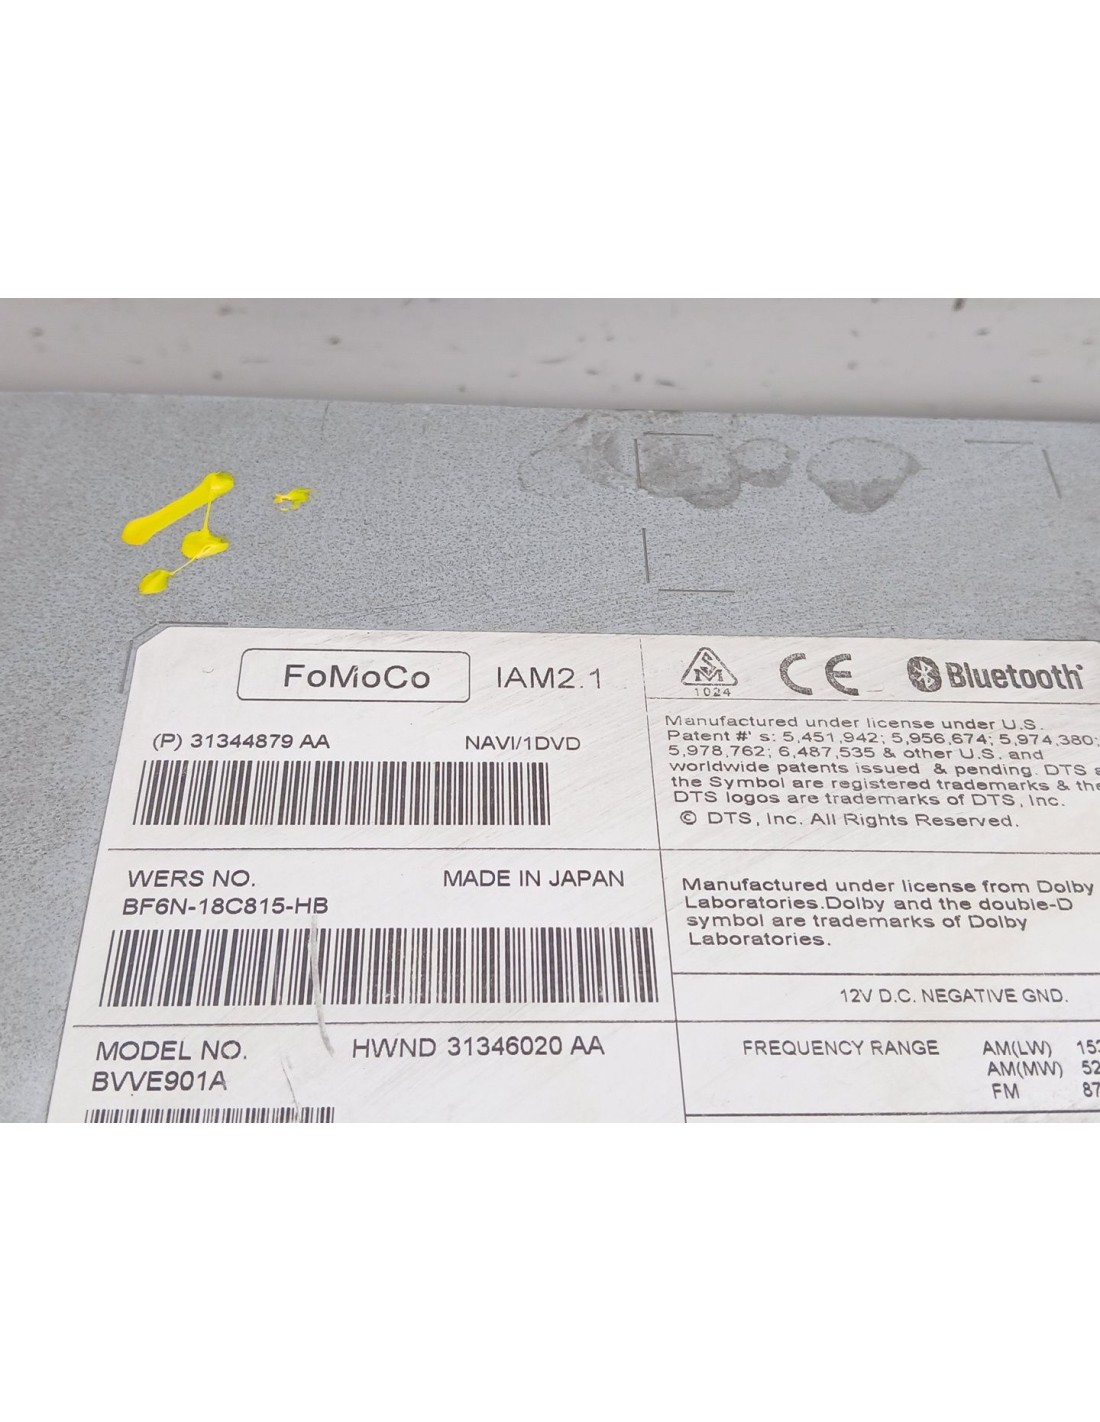 FoMoCo IAM2.1
(P) 31344879 AA NAVI/1DVD
WERS NO. MADE IN JAPAN
BF6N-18C815-HB
MODEL NO. HWND 31346020 AA
BVVE901A
SM
1024
CE
Bluetooth
Manufactured under license under U.S.
Patent #' s: 5,451,942; 5,956,674; 5,974,380;
5,978,762; 6,487,535 & other U.S. and
worldwide patents issued & pending. DTS
the Symbol are registered trademarks & the
DTS logos are trademarks of DTS, Inc.
© DTS, Inc. All Rights Reserved.
Manufactured under license from Dolby
Laboratories.Dolby and the double-D
symbol are trademarks of Dolby
Laboratories.
12V D.C. NEGATIVE GND.
FREQUENCY RANGE AM(LW)
AM(MW)
FM